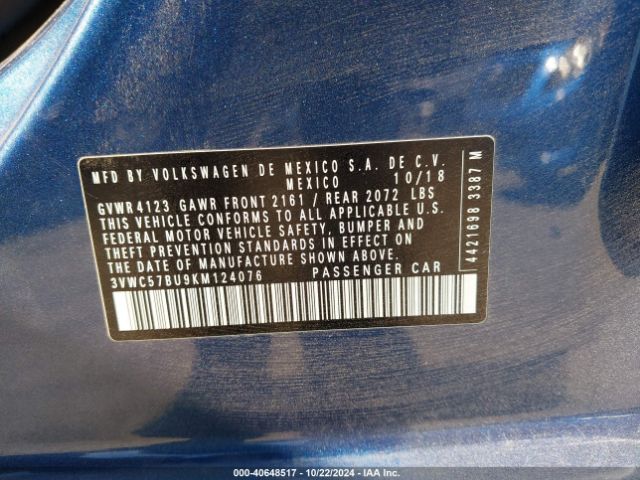 MFD BY VOLKSWAGEN DE MEXICO S.A. DE C.V.
MEXICO 10/18
GVWR 4123 GAWR FRONT 2161 / REAR 2072 LBS
THIS VEHICLE CONFORMS TO ALL APPLICABLE U.S.
FEDERAL MOTOR VEHICLE SAFETY, BUMPER AND
THEFT PREVENTION STANDARDS IN EFFECT ON
THE DATE OF MANUFACTURE SHOWN ABOVE.
3VWC57BU9KM124076 PASSENGER CAR
4421698 3387 M
000-40648517 - 10/22/2024 - IAA Inc.